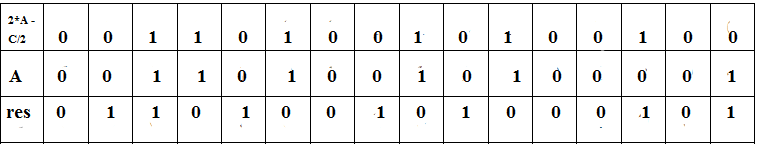 2*A - C/2 0 0 1 1 0 1 0 0 1 0 1 0 0 1 0 0
A 0 0 1 1 0 1 0 0 1 0 1 0 0 0 0 1
res 0 1 1 0 1 0 0 1 0 1 0 0 0 1 0 1